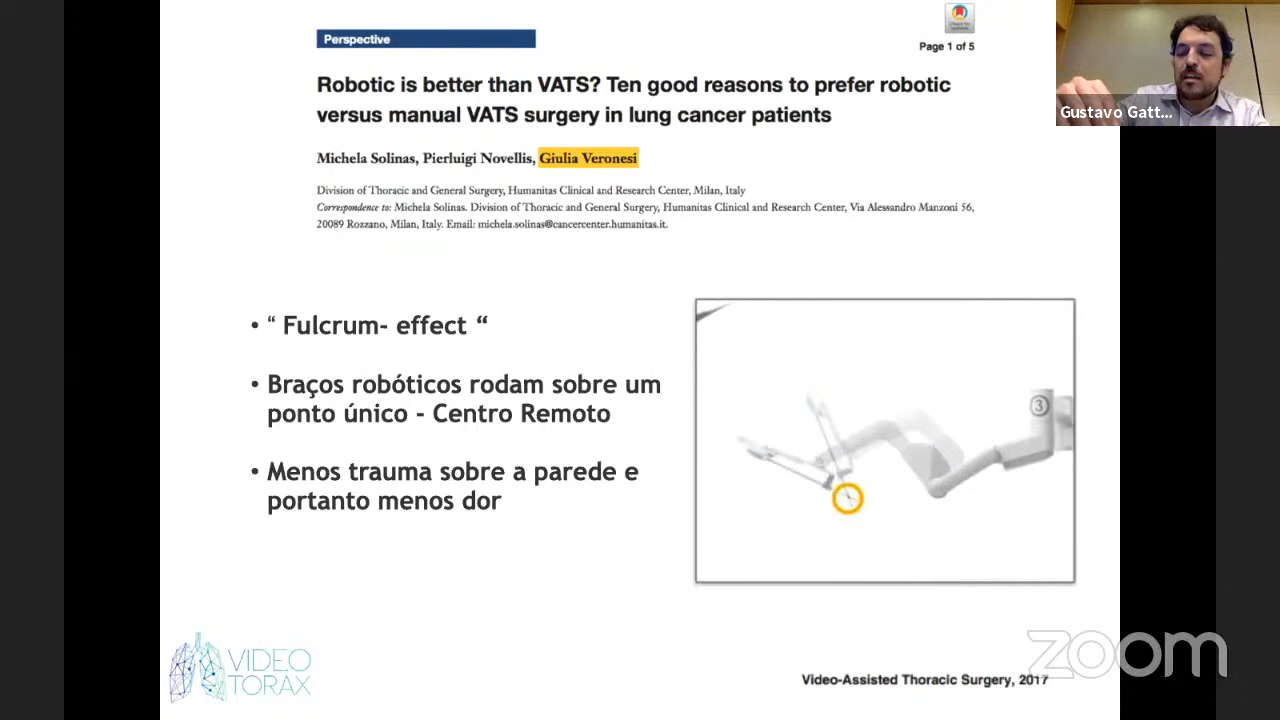 Perspective
Page 1 of 5
Robotic is better than VATS? Ten good reasons to prefer robotic
versus manual VATS surgery in lung cancer patients
Michela Solinas, Pierluigi Novellis, Giulia Veronesi
Division of Thoracic and General Surgery, Humanitas Clinical and Research Center, Milan, Italy
Correspondence to: Michela Solinas. Division of Thoracic and General Surgery, Humanitas Clinical and Research Center, Via Alessandro Manzoni 56,
20089 Rozzano, Milan, Italy. Email: michela.solinas@cancercenter.humanitas.it.
Gustavo Gatt...
• “ Fulcrum- effect “
• Braços robóticos rodam sobre um
ponto único - Centro Remoto
• Menos trauma sobre a parede e
portanto menos dor
3
VIDEO
TORAX
zoom
Video-Assisted Thoracic Surgery, 2017